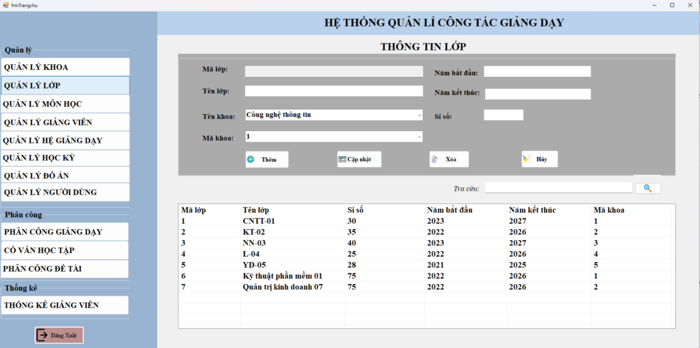 frmTrangchu
HỆ THỐNG QUẢN LÍ CÔNG TÁC GIẢNG DẠY
Quản lý
QUẢN LÝ KHOA
QUẢN LÝ LỚP
QUẢN LÝ MÔN HỌC
QUẢN LÝ GIẢNG VIÊN
QUẢN LÝ HỆ GIẢNG DẠY
QUẢN LÝ HỌC KỲ
QUẢN LÝ ĐỒ ÁN
QUẢN LÝ NGƯỜI DÙNG
Phân công
PHÂN CÔNG GIẢNG DẠY
CỐ VẤN HỌC TẬP
PHÂN CÔNG ĐỀ TÀI
Thống kê
THỐNG KÊ GIẢNG VIÊN
Đăng Xuất
THÔNG TIN LỚP
Mã lớp:
Năm bắt đầu:
Tên lớp:
Năm kết thúc:
Tên khoa: Công nghệ thông tin
Sĩ số:
Mã khoa: 1
Thêm Cập nhật Xóa Hủy
Tra cứu:
Mã lớp Tên lớp Sĩ số Năm bắt đầu Năm kết thúc Mã khoa
1 CNTT-01 30 2023 2027 1
2 KT-02 35 2022 2026 2
3 NN-03 40 2023 2027 3
4 L-04 25 2022 2026 4
5 YD-05 28 2021 2025 5
6 Kỹ thuật phần mềm 01 75 2022 2026 1
7 Quản trị kinh doanh 07 75 2022 2026 2